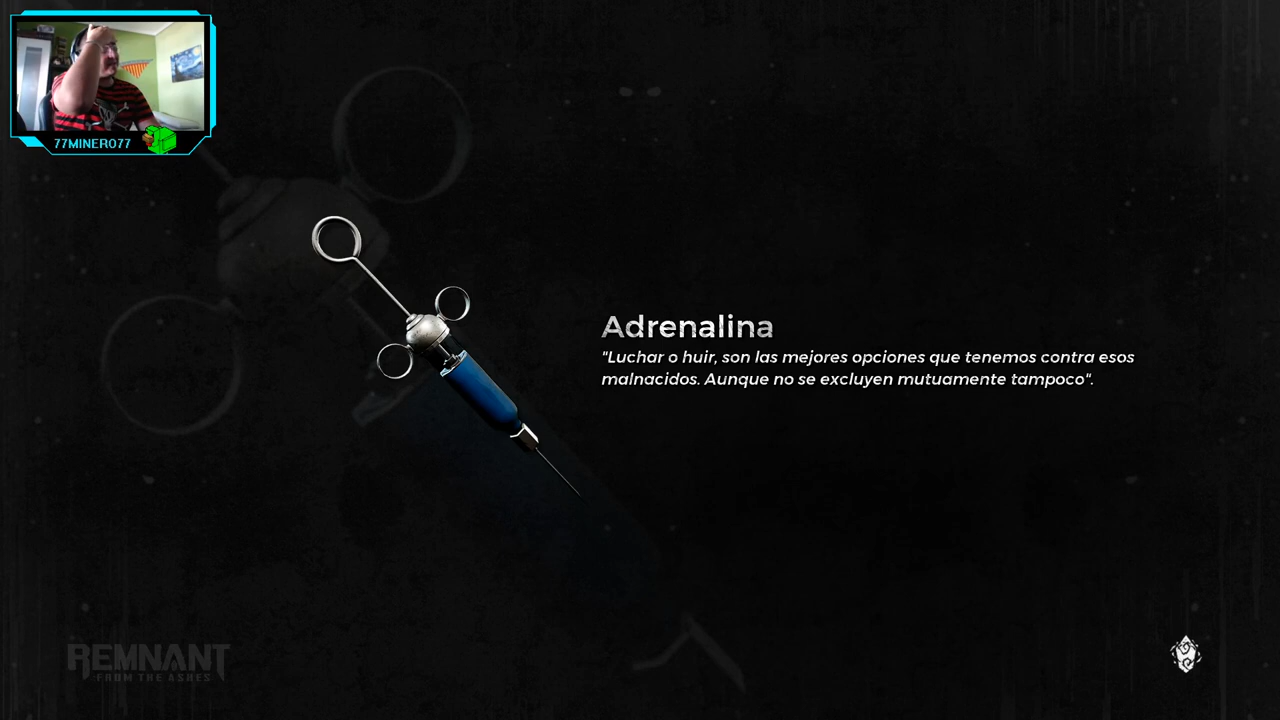 77MINERO77
Adrenalina
"Luchar o huir, son las mejores opciones que tenemos contra esos
malnacidos. Aunque no se excluyen mutuamente tampoco".
REMNANT
FROM THE ASHES